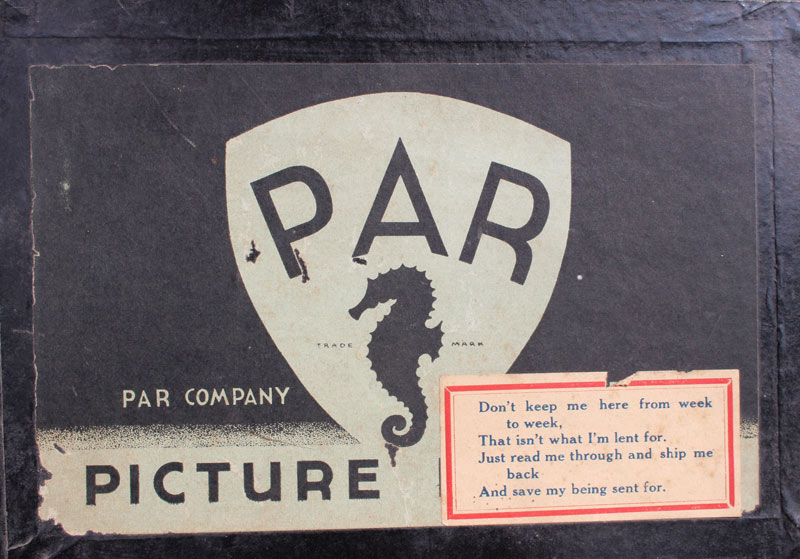 PAR
TRADE MARK
PAR COMPANY
PICTURE
Don't keep me here from week
to week,
That isn't what I'm lent for.
Just read me through and ship me
back
And save my being sent for.